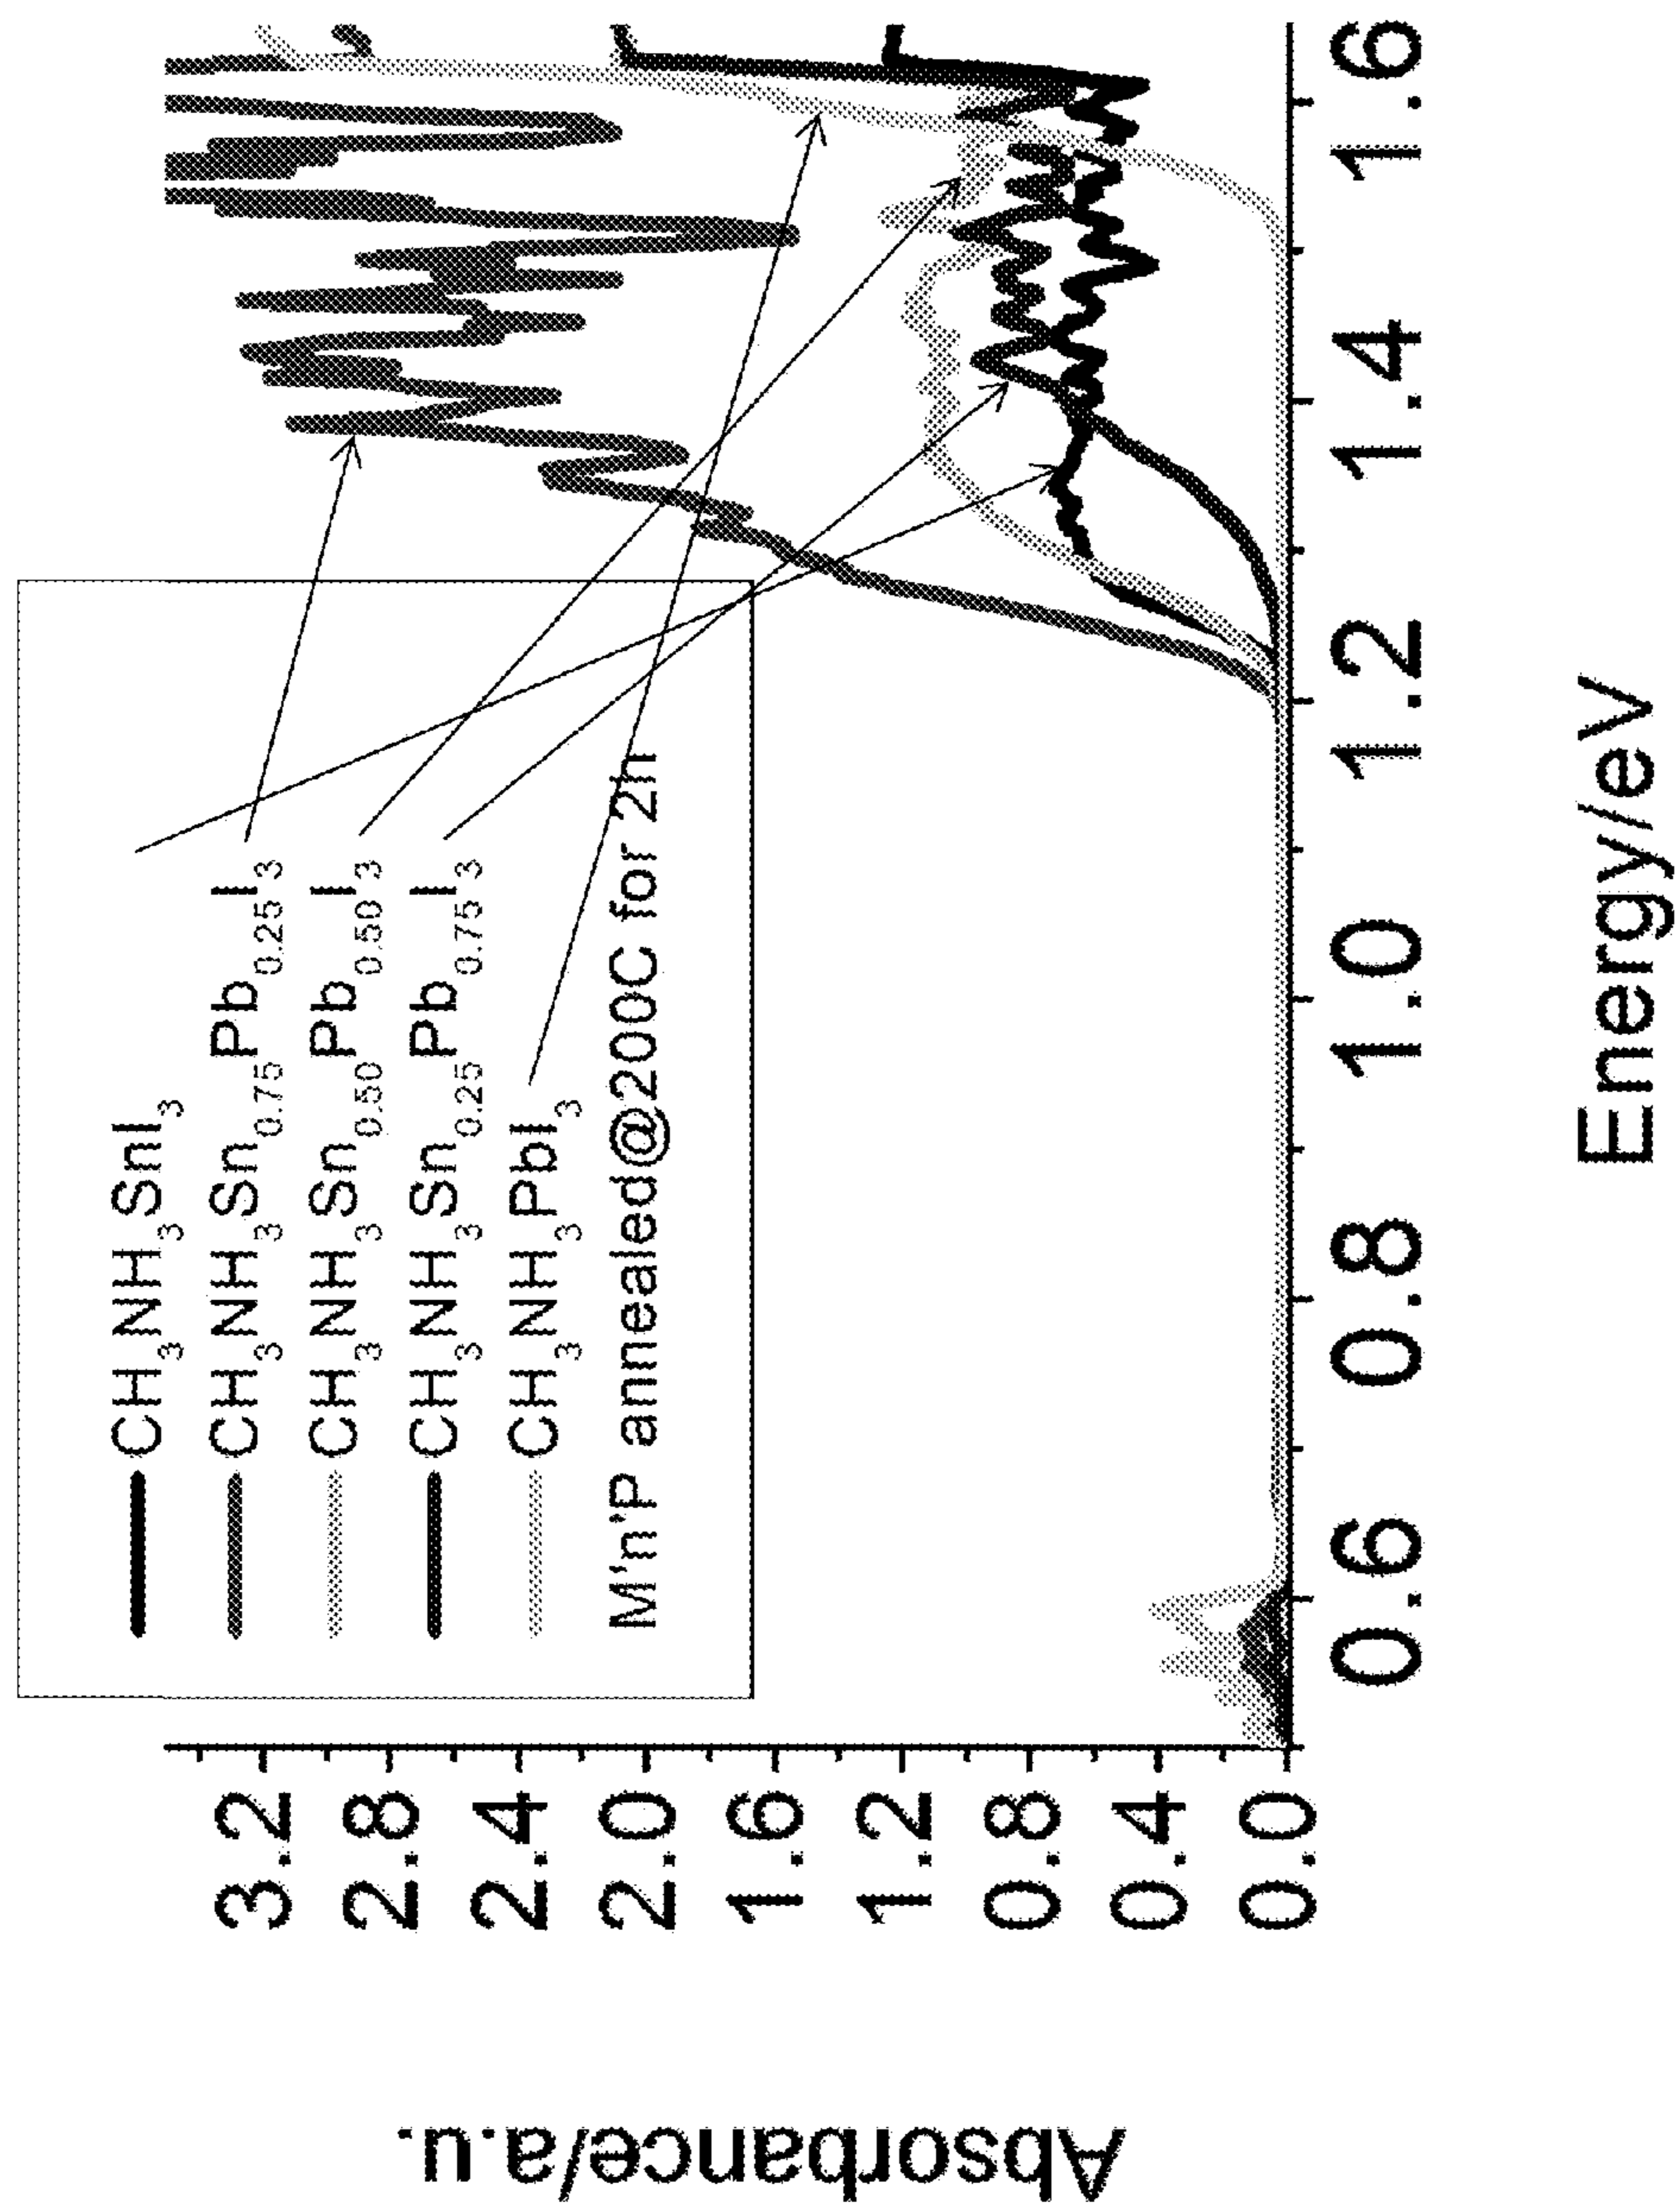 CH3NH3SnI3
CH3NH3Sn0.75Pb0.25I3
CH3NH3Sn0.50Pb0.50I3
CH3NH3Sn0.25Pb0.75I3
CH3NH3PbI3
M'n'P annealed@200C for 2h
Absorbance/a.u.
3.2
2.8
2.4
2.0
1.6
1.2
0.8
0.4
0.0
0.6
0.8
1.0
1.2
1.4
1.6
Energy/eV